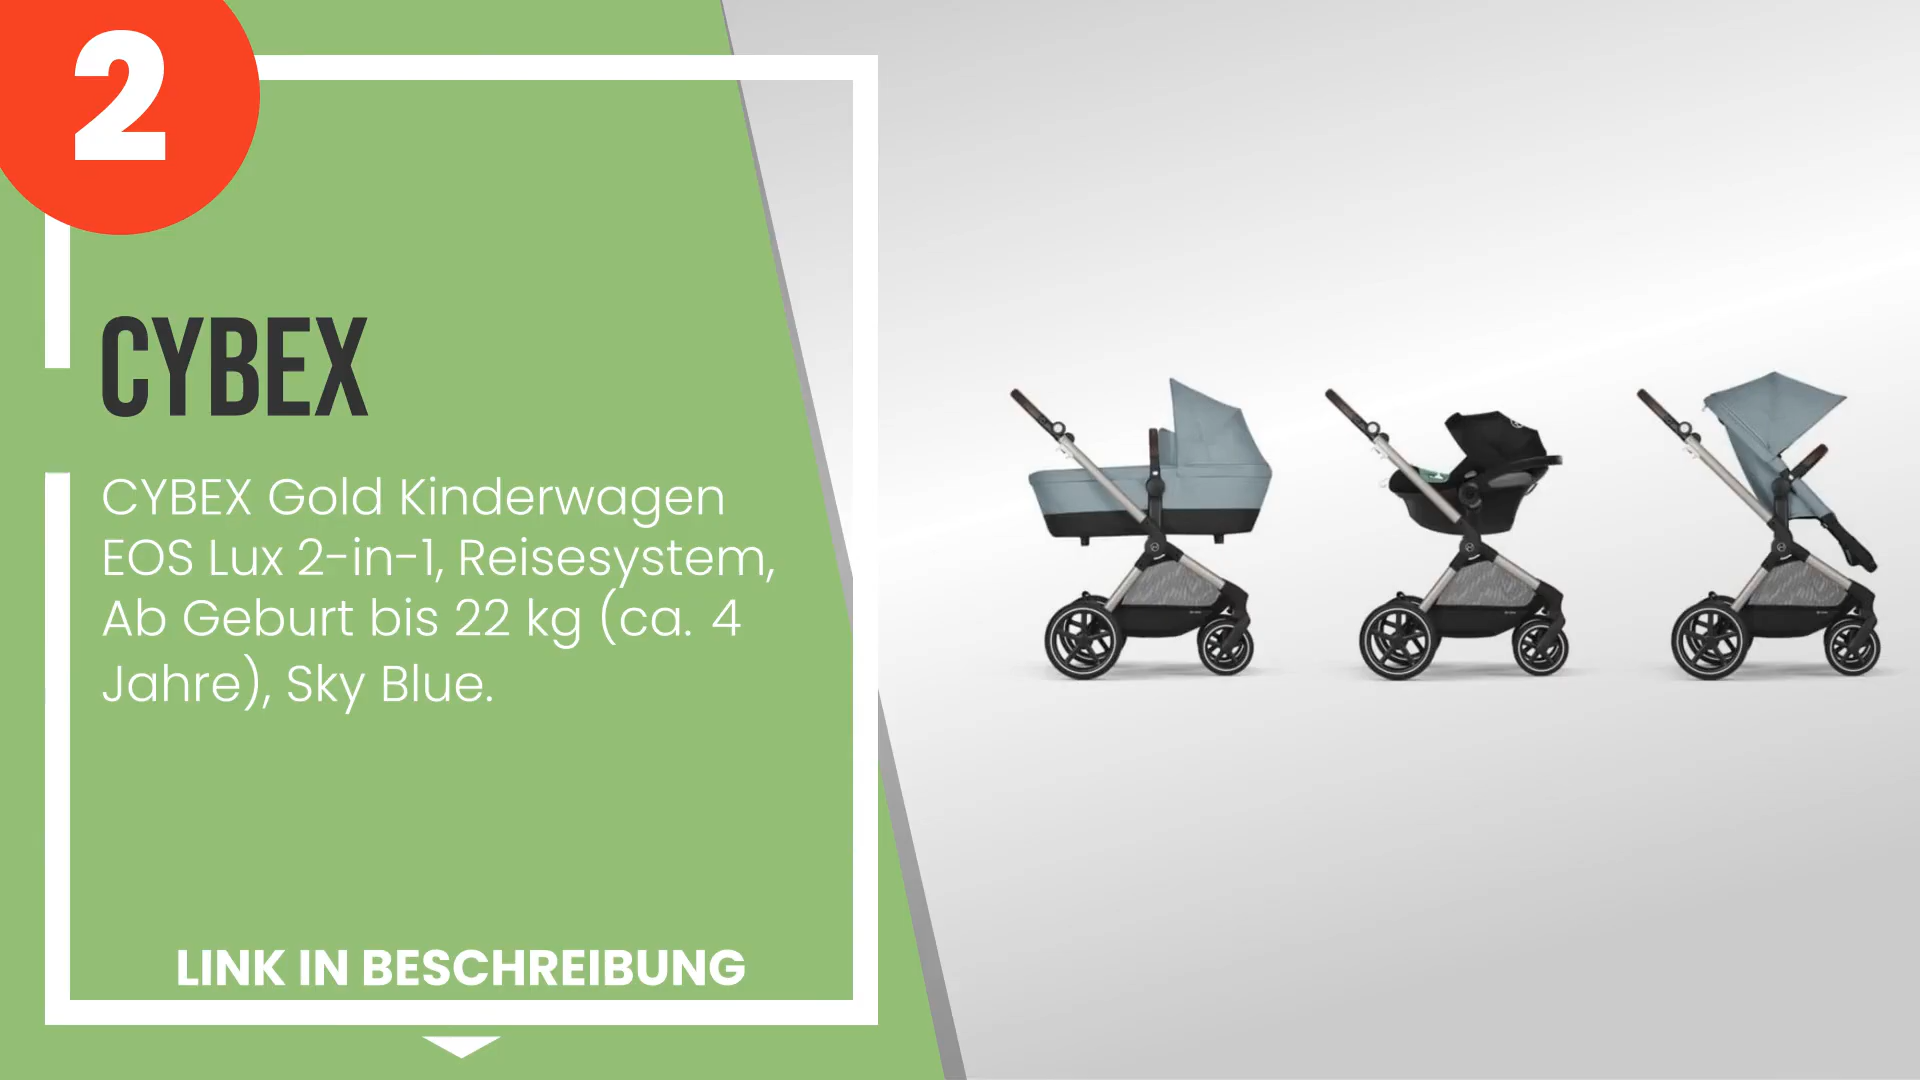 2
CYBEX
CYBEX Gold Kinderwagen
EOS Lux 2-in-1, Reisesystem,
Ab Geburt bis 22 kg (ca. 4
Jahre), Sky Blue.
LINK IN BESCHREIBUNG